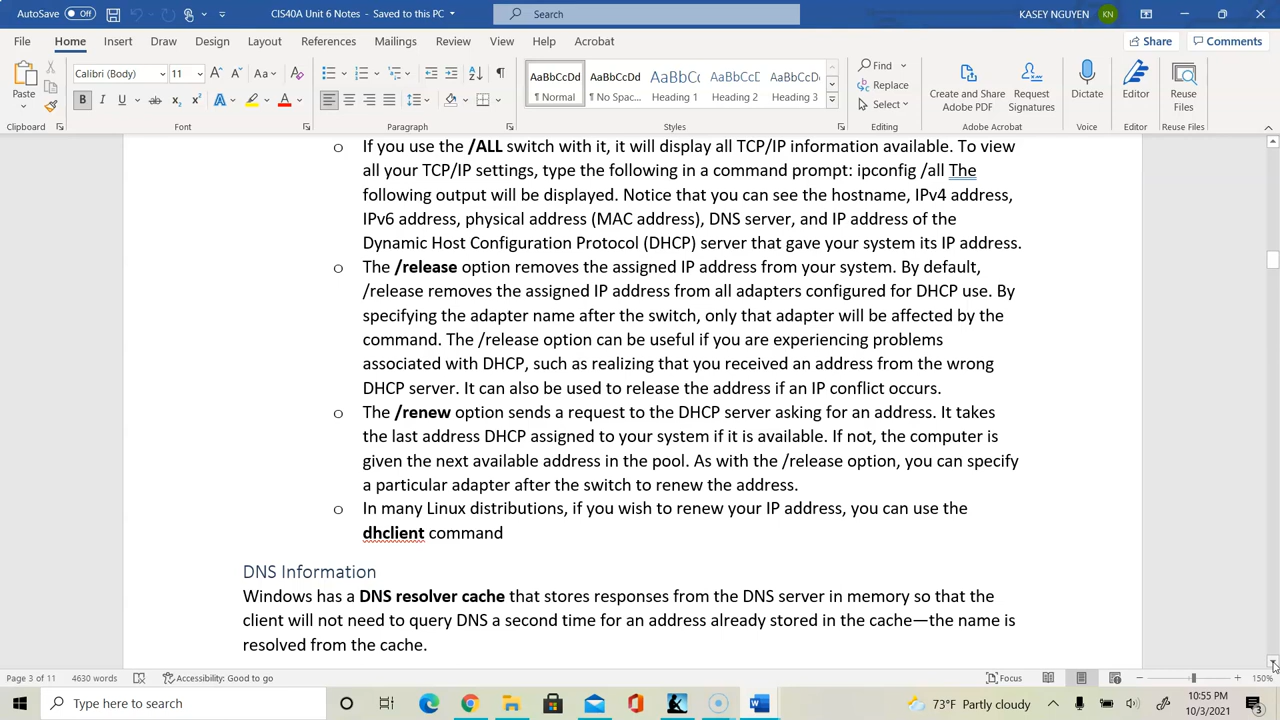 AutoSave Off
CIS40A Unit 6 Notes - Saved to this PC
Search
KASEY NGUYEN KN
File Home Insert Draw Design Layout References Mailings Review View Help Acrobat
Share Comments
Paste
Clipboard
Calibri (Body) 11
Font
Paragraph
AaBbCcDd AaBbCcDd AaBbCcD AaBbCcD AaBbCcD
¶ Normal ¶ No Spac... Heading 1 Heading 2 Heading 3
Styles
Find
Replace
Select
Editing
Create and Share Adobe PDF
Request Signatures
Adobe Acrobat
Dictate
Voice
Editor
Editor
Reuse Files
Reuse Files
o If you use the /ALL switch with it, it will display all TCP/IP information available. To view
all your TCP/IP settings, type the following in a command prompt: ipconfig /all The
following output will be displayed. Notice that you can see the hostname, IPv4 address,
IPv6 address, physical address (MAC address), DNS server, and IP address of the
Dynamic Host Configuration Protocol (DHCP) server that gave your system its IP address.
o The /release option removes the assigned IP address from your system. By default,
/release removes the assigned IP address from all adapters configured for DHCP use. By
specifying the adapter name after the switch, only that adapter will be affected by the
command. The /release option can be useful if you are experiencing problems
associated with DHCP, such as realizing that you received an address from the wrong
DHCP server. It can also be used to release the address if an IP conflict occurs.
o The /renew option sends a request to the DHCP server asking for an address. It takes
the last address DHCP assigned to your system if it is available. If not, the computer is
given the next available address in the pool. As with the /release option, you can specify
a particular adapter after the switch to renew the address.
o In many Linux distributions, if you wish to renew your IP address, you can use the
dhclient command
DNS Information
Windows has a DNS resolver cache that stores responses from the DNS server in memory so that the
client will not need to query DNS a second time for an address already stored in the cache—the name is
resolved from the cache.
Page 3 of 11 4630 words Accessibility: Good to go Focus 150%
Type here to search
73°F Partly cloudy
10:55 PM
10/3/2021
3